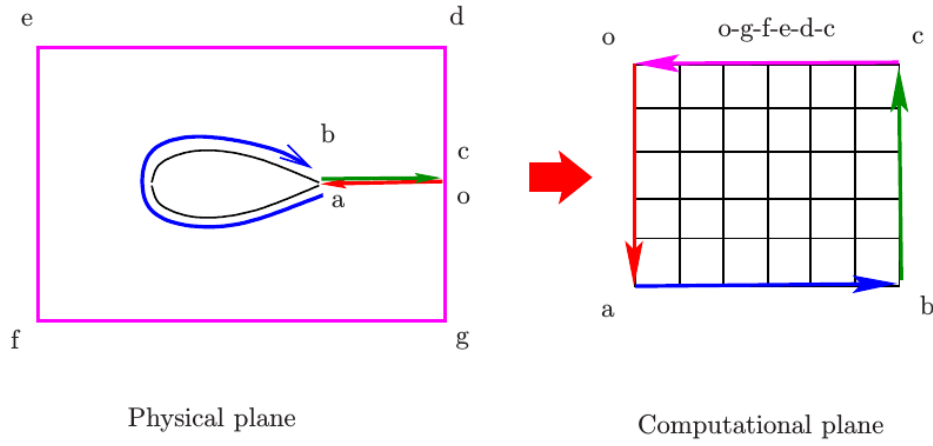 e
d
b
c
a
o
f
g
Physical plane
o
o-g-f-e-d-c
c
a
b
Computational plane